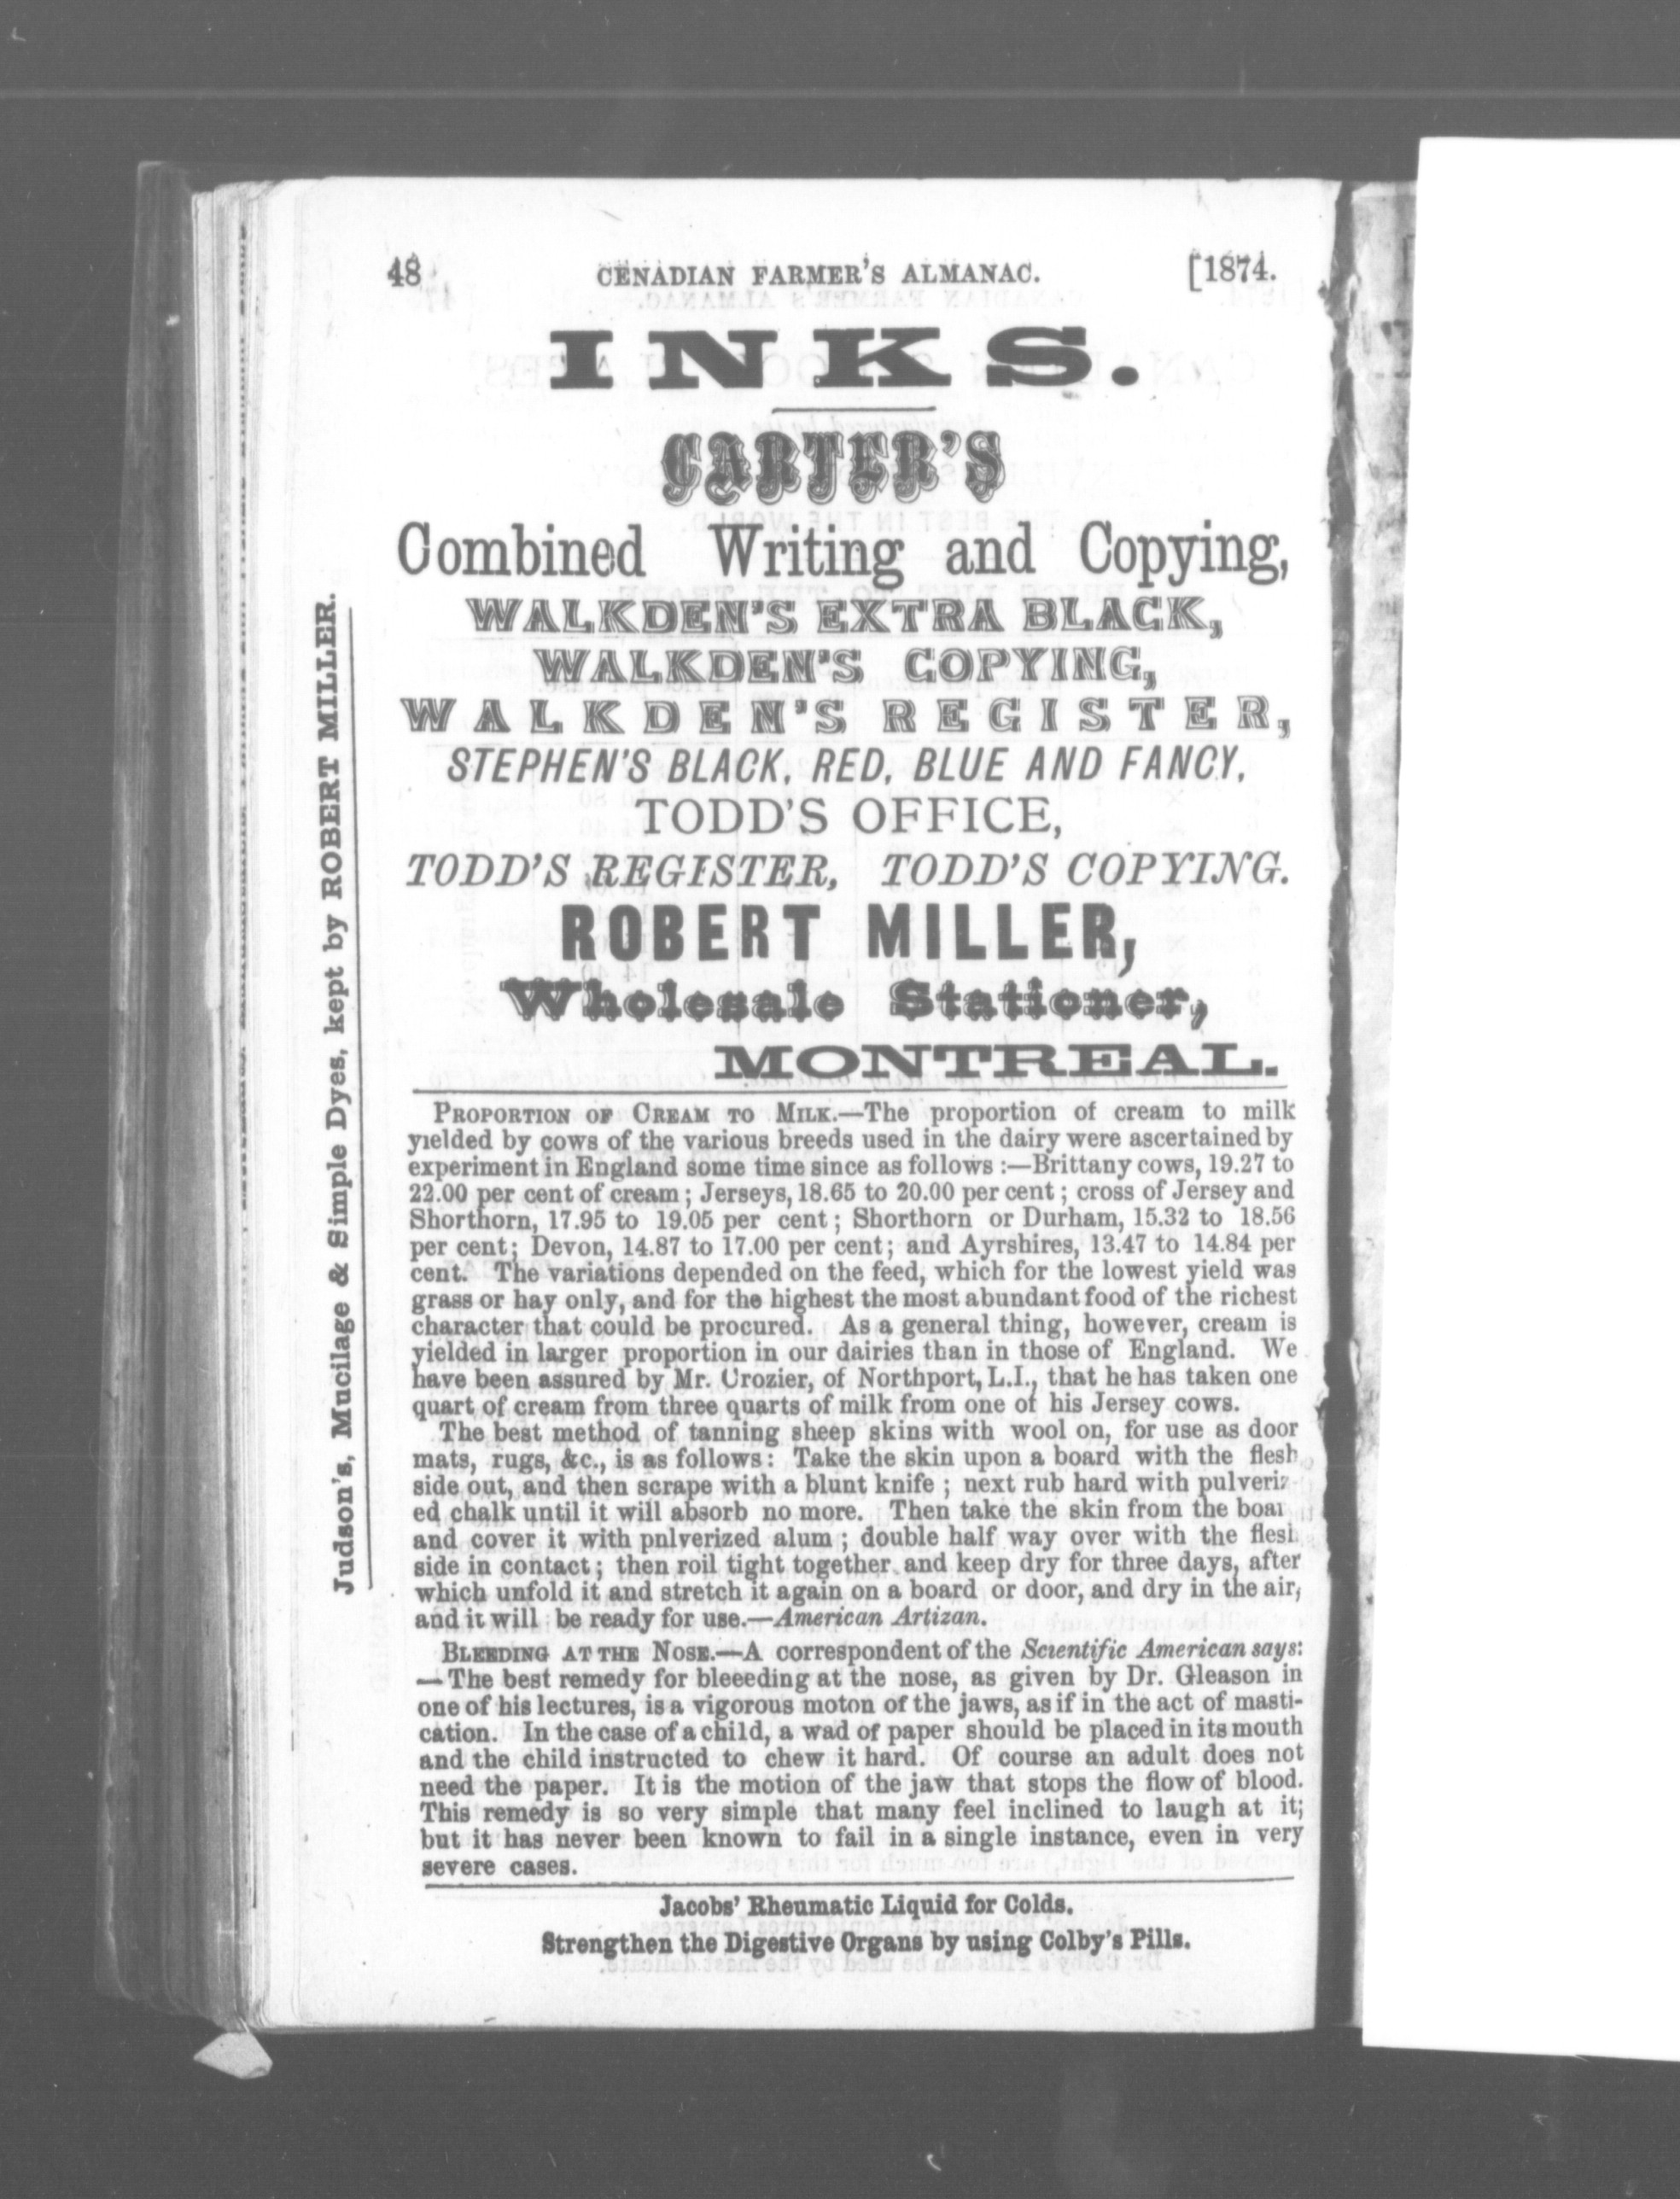 48 CENADIAN FARMER'S ALMANAC. [1874.
INKS.
CARTER'S
Combined Writing and Copying,
WALKDEN'S EXTRA BLACK,
WALKDEN'S COPYING,
WALKDEN'S REGISTER,
STEPHEN'S BLACK, RED, BLUE AND FANCY,
TODD'S OFFICE,
TODD'S REGISTER, TODD'S COPYING.
ROBERT MILLER,
Wholesale Stationer,
MONTREAL.
Judson's, Mucilage & Simple Dyes, kept by ROBERT MILLER.
PROPORTION OF CREAM TO MILK.—The proportion of cream to milk
yielded by cows of the various breeds used in the dairy were ascertained by
experiment in England some time since as follows :—Brittany cows, 19.27 to
22.00 per cent of cream ; Jerseys, 18.65 to 20.00 per cent ; cross of Jersey and
Shorthorn, 17.95 to 19.05 per cent ; Shorthorn or Durham, 15.32 to 18.56
per cent ; Devon, 14.87 to 17.00 per cent ; and Ayrshires, 13.47 to 14.84 per
cent. The variations depended on the feed, which for the lowest yield was
grass or hay only, and for the highest the most abundant food of the richest
character that could be procured. As a general thing, however, cream is
yielded in larger proportion in our dairies than in those of England. We
have been assured by Mr. Crozier, of Northport, L.I., that he has taken one
quart of cream from three quarts of milk from one of his Jersey cows.
The best method of tanning sheep skins with wool on, for use as door
mats, rugs, &c., is as follows : Take the skin upon a board with the flesh
side out, and then scrape with a blunt knife ; next rub hard with pulveriz-
ed chalk until it will absorb no more. Then take the skin from the boar
and cover it with pnlverized alum ; double half way over with the flesh
side in contact ; then roil tight together and keep dry for three days, after
which unfold it and stretch it again on a board or door, and dry in the air,
and it will be ready for use.—American Artizan.
BLEEDING AT THE NOSE.—A correspondent of the Scientific American says:
—The best remedy for bleeeding at the nose, as given by Dr. Gleason in
one of his lectures, is a vigorous moton of the jaws, as if in the act of masti-
cation. In the case of a child, a wad of paper should be placed in its mouth
and the child instructed to chew it hard. Of course an adult does not
need the paper. It is the motion of the jaw that stops the flow of blood.
This remedy is so very simple that many feel inclined to laugh at it;
but it has never been known to fail in a single instance, even in very
severe cases.
Jacobs' Rheumatic Liquid for Colds.
Strengthen the Digestive Organs by using Colby's Pills.